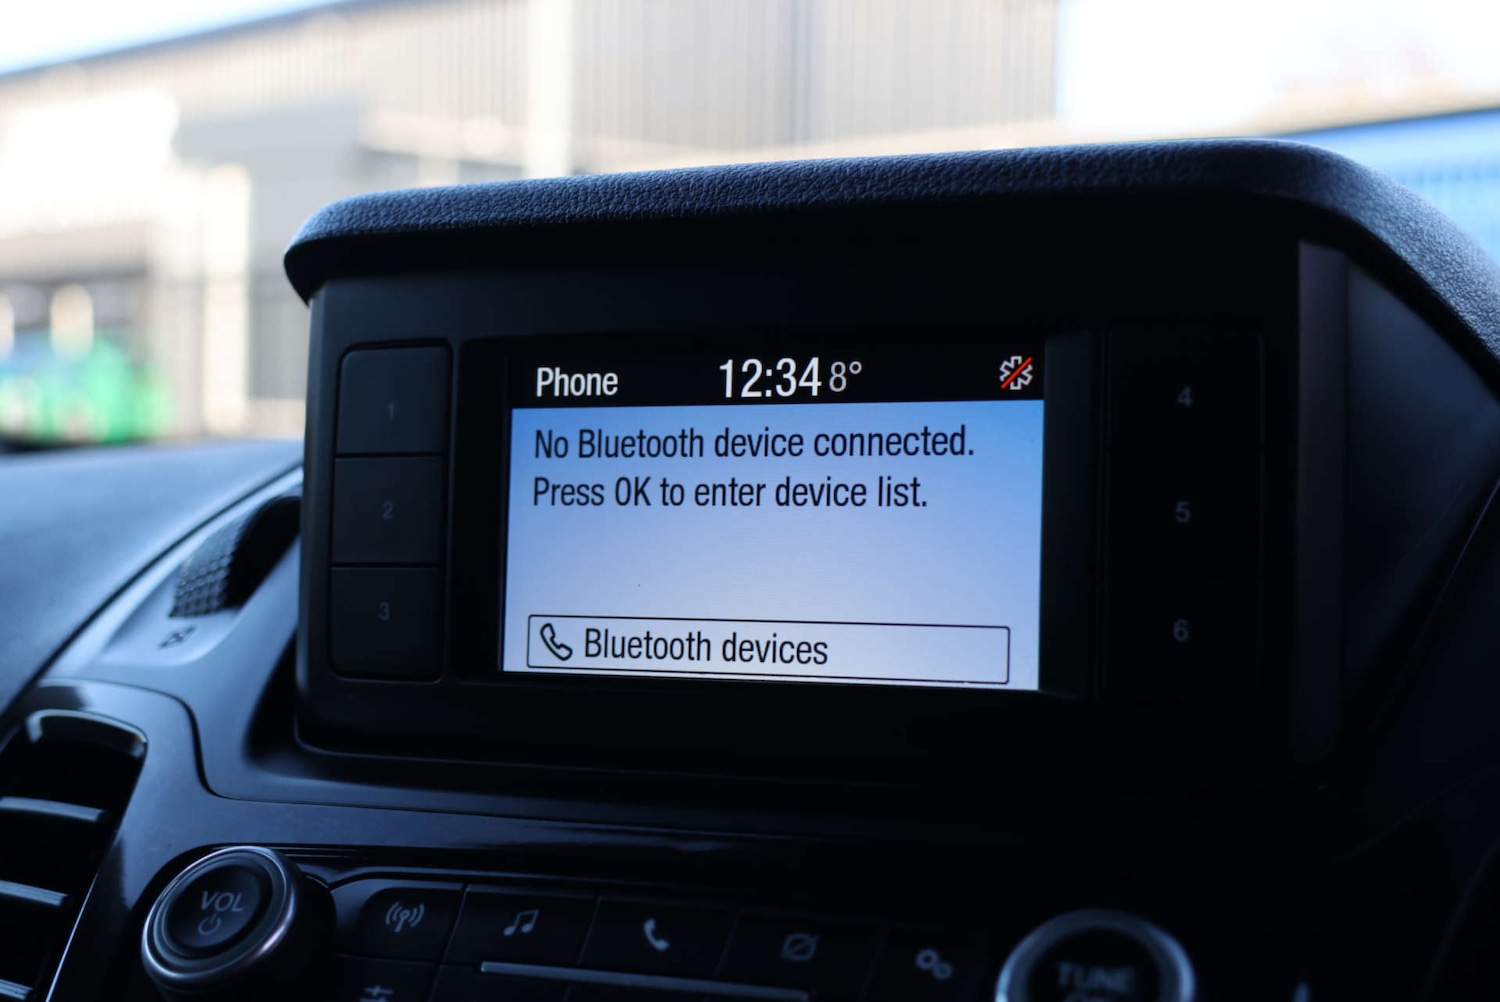 Phone 12:34 8°
No Bluetooth device connected.
Press OK to enter device list.
Bluetooth devices
1
2
3
4
5
6
VOL
TUNE